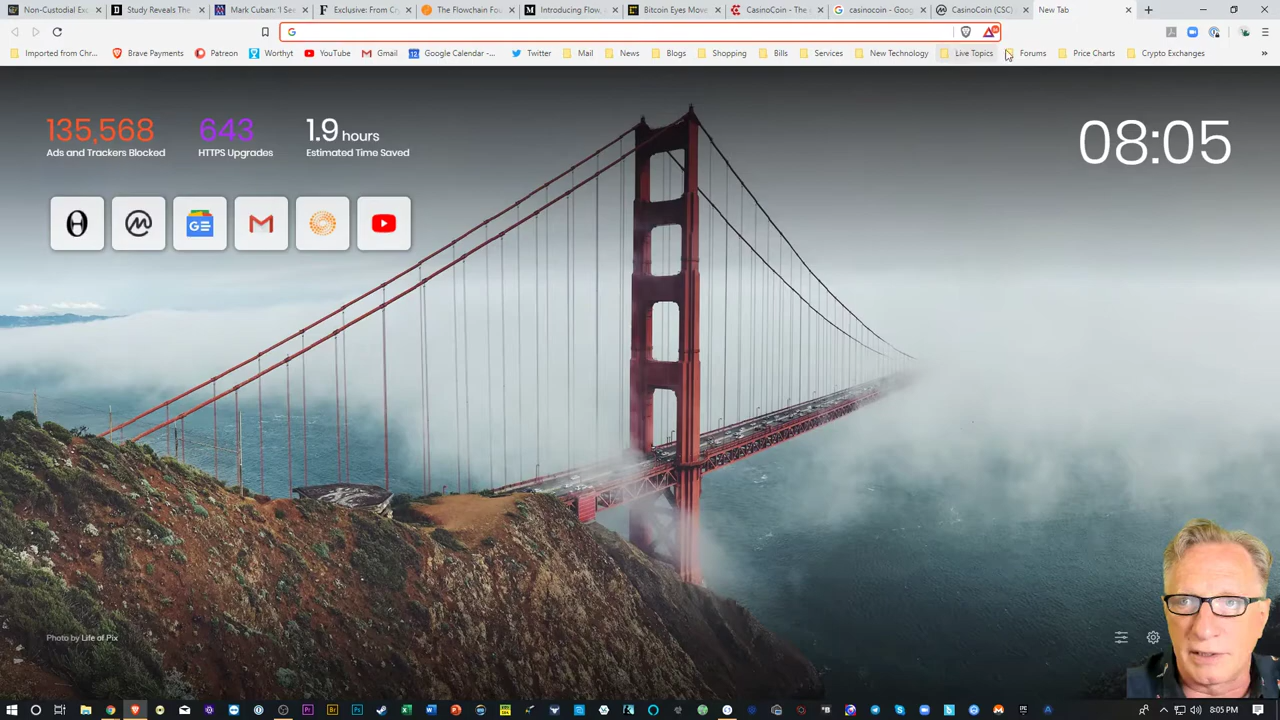 Non-Custodial Ex
Study Reveals The
Mark Cuban: 'I Se
Exclusive: From Cr
The Flowchain Fou
Introducing Flow,
Bitcoin Eyes Move
CasinoCoin - The
casinocoin - Goog
CasinoCoin (CSC)
New Tab
Imported from Chr...
Brave Payments
Patreon
Worthyt
YouTube
Gmail
Google Calendar -...
Twitter
Mail
News
Blogs
Shopping
Bills
Services
New Technology
Live Topics
Forums
Price Charts
Crypto Exchanges
135,568
Ads and Trackers Blocked
643
HTTPS Upgrades
1.9 hours
Estimated Time Saved
08:05
Photo by Life of Pix
8:05 PM